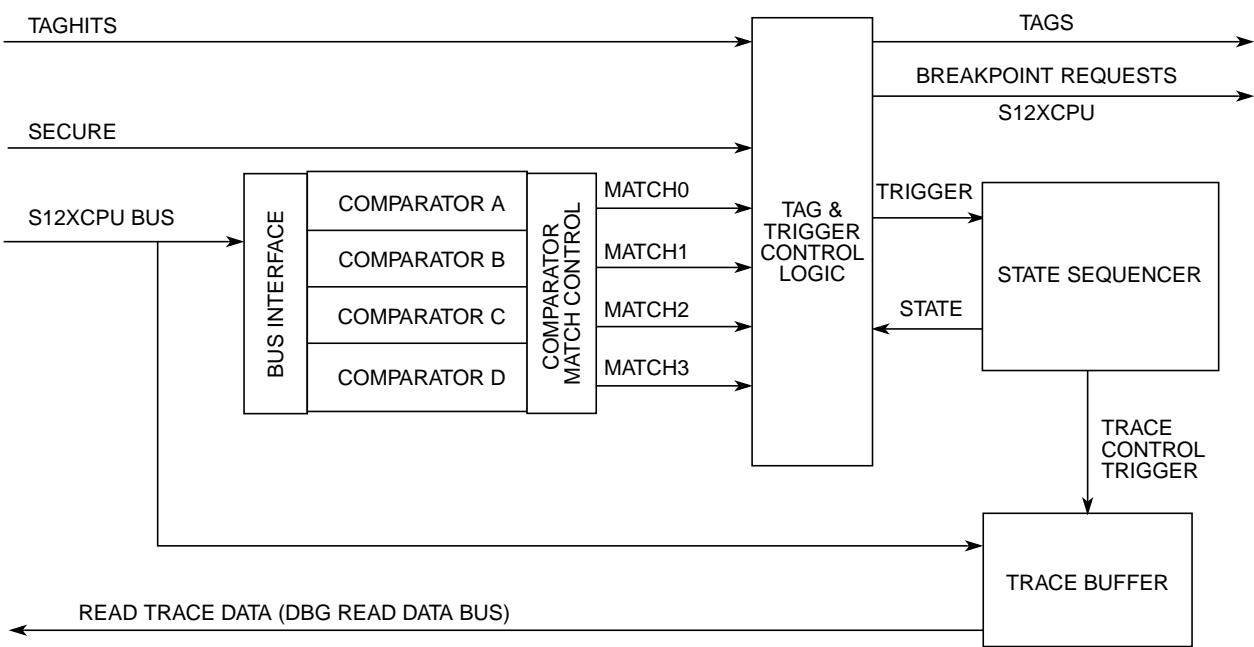 TAGHITS
TAGS
BREAKPOINT REQUESTS
S12XCPU
SECURE
S12XCPU BUS
BUS INTERFACE
COMPARATOR A
COMPARATOR B
COMPARATOR C
COMPARATOR D
COMPARATOR
MATCH CONTROL
MATCH0
MATCH1
MATCH2
MATCH3
TAG &
TRIGGER
CONTROL
LOGIC
TRIGGER
STATE
STATE SEQUENCER
TRACE
CONTROL
TRIGGER
TRACE BUFFER
READ TRACE DATA (DBG READ DATA BUS)